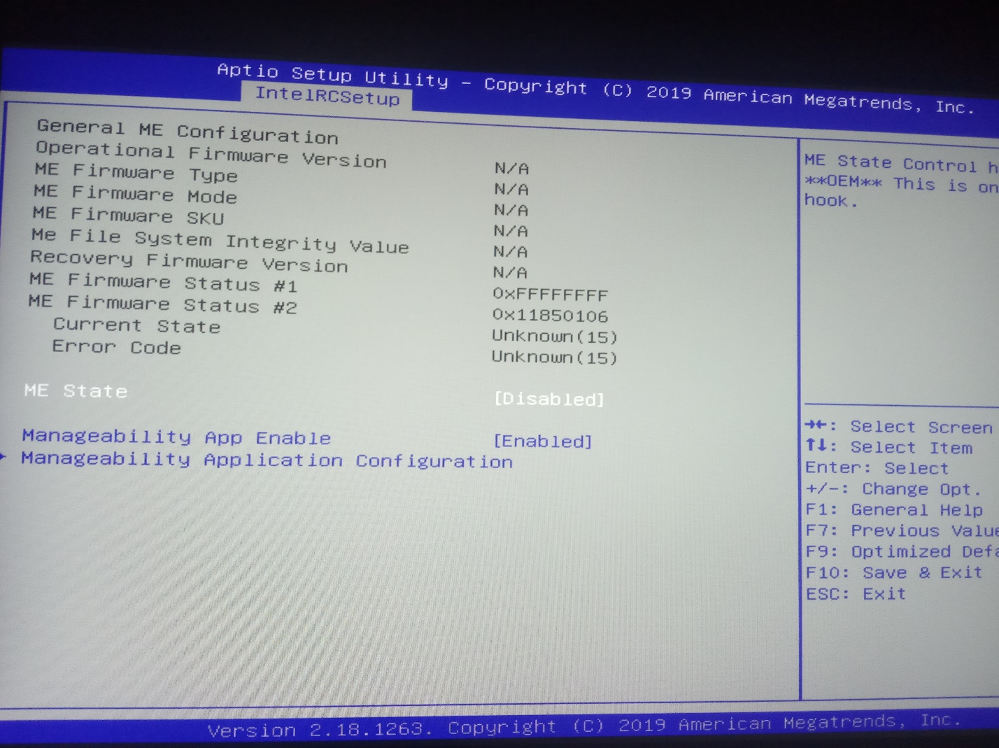 Aptio Setup Utility – Copyright (C) 2019 American Megatrends, Inc.
IntelRCSetup
General ME Configuration
Operational Firmware Version N/A
ME Firmware Type N/A
ME Firmware Mode N/A
ME Firmware SKU N/A
Me File System Integrity Value N/A
Recovery Firmware Version N/A
ME Firmware Status #1 0xFFFFFFFF
ME Firmware Status #2 0x11850106
Current State Unknown(15)
Error Code Unknown(15)
ME State [Disabled]
Manageability App Enable [Enabled]
Manageability Application Configuration
ME State Control h
**OEM** This is on
hook.
→←: Select Screen
↑↓: Select Item
Enter: Select
+/-: Change Opt.
F1: General Help
F7: Previous Value
F9: Optimized Defa
F10: Save & Exit
ESC: Exit
Version 2.18.1263. Copyright (C) 2019 American Megatrends, Inc.